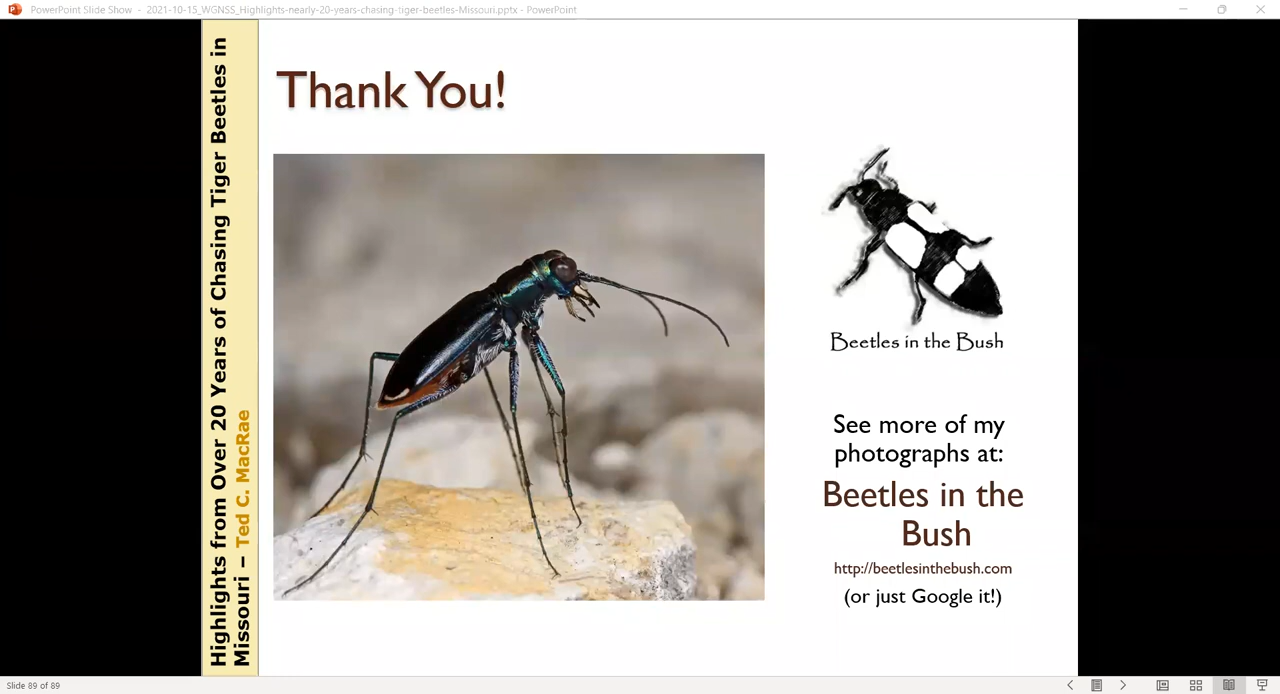 PowerPoint Slide Show - 2021-10-15_WGNSS_Highlights-nearly-20-years-chasing-tiger-beetles-Missouri.pptx - PowerPoint
Highlights from Over 20 Years of Chasing Tiger Beetles in
Missouri – Ted C. MacRae
Thank You!
Beetles in the Bush
See more of my
photographs at:
Beetles in the
Bush
http://beetlesinthebush.com
(or just Google it!)
Slide 89 of 89